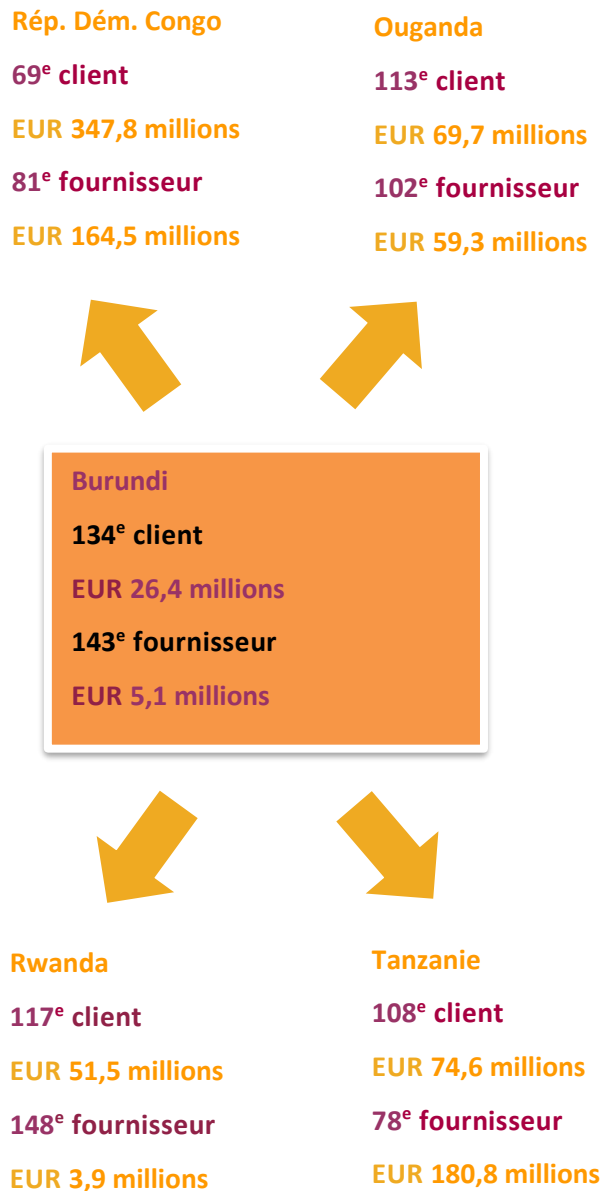 Rép. Dém. Congo
69e client
EUR 347,8 millions
81e fournisseur
EUR 164,5 millions
Ouganda
113e client
EUR 69,7 millions
102e fournisseur
EUR 59,3 millions
Burundi
134e client
EUR 26,4 millions
143e fournisseur
EUR 5,1 millions
Rwanda
117e client
EUR 51,5 millions
148e fournisseur
EUR 3,9 millions
Tanzanie
108e client
EUR 74,6 millions
78e fournisseur
EUR 180,8 millions